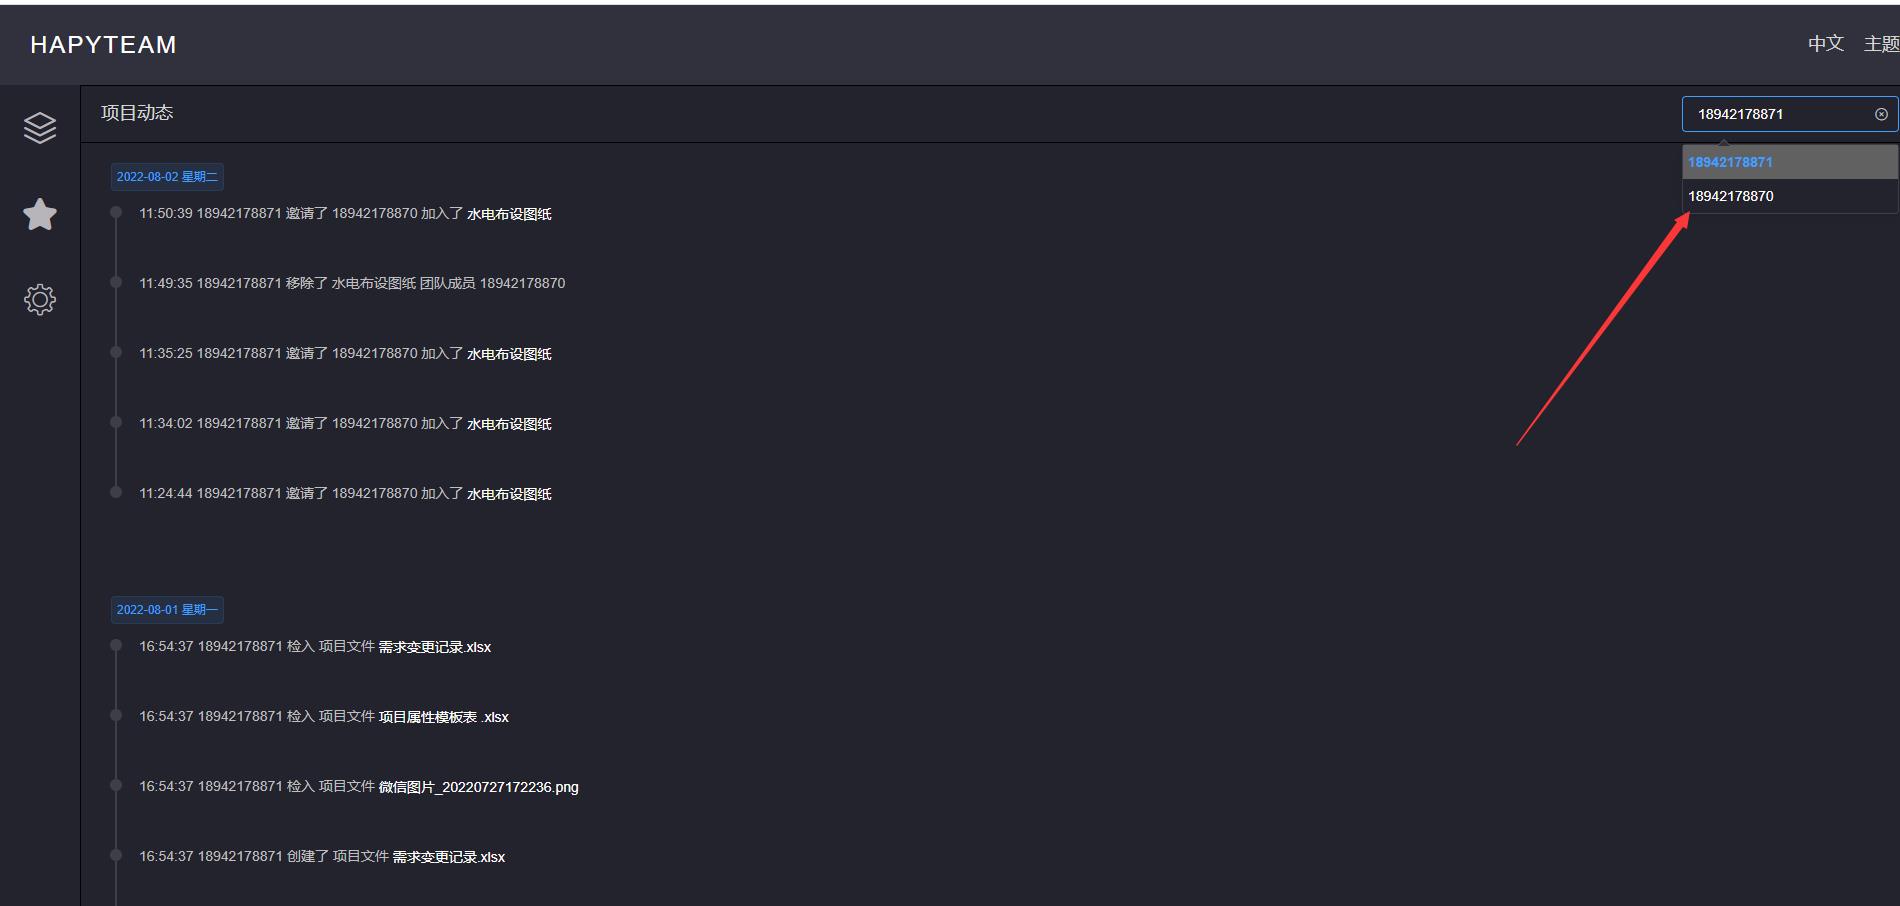 HAPYTEAM
中文 主题
项目动态
18942178871
18942178871
18942178870
2022-08-02 星期二
11:50:39 18942178871 邀请了 18942178870 加入了 水电布设图纸
11:49:35 18942178871 移除了 水电布设图纸 团队成员 18942178870
11:35:25 18942178871 邀请了 18942178870 加入了 水电布设图纸
11:34:02 18942178871 邀请了 18942178870 加入了 水电布设图纸
11:24:44 18942178871 邀请了 18942178870 加入了 水电布设图纸
2022-08-01 星期一
16:54:37 18942178871 检入 项目文件 需求变更记录.xlsx
16:54:37 18942178871 检入 项目文件 项目属性模板表 .xlsx
16:54:37 18942178871 检入 项目文件 微信图片_20220727172236.png
16:54:37 18942178871 创建了 项目文件 需求变更记录.xlsx